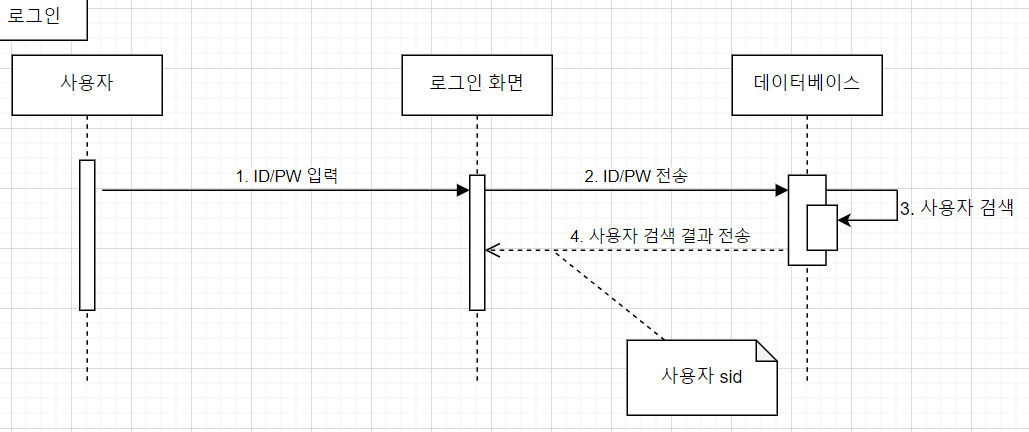 로그인
사용자
로그인 화면
데이터베이스
1. ID/PW 입력
2. ID/PW 전송
3. 사용자 검색
4. 사용자 검색 결과 전송
사용자 sid